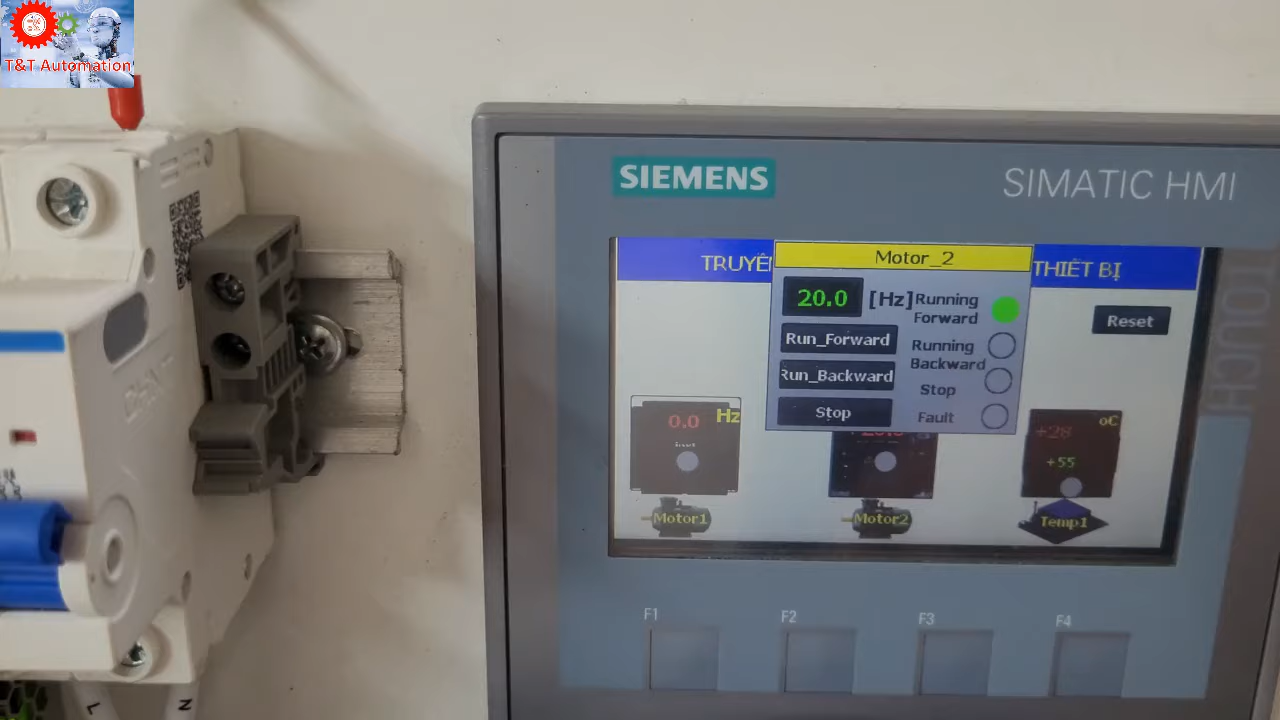 T&T Automation
SIEMENS
SIMATIC HMI
TOUCH
THIẾT BỊ
Motor_2
20.0 [Hz]
Running
Forward
Reset
Run_Forward
Running
Backward
Run_Backward
Stop
Stop
Fault
0.0 Hz
oC
+28
+55
Motor1
Motor2
Temp1
F1
F2
F3
F4
L
N